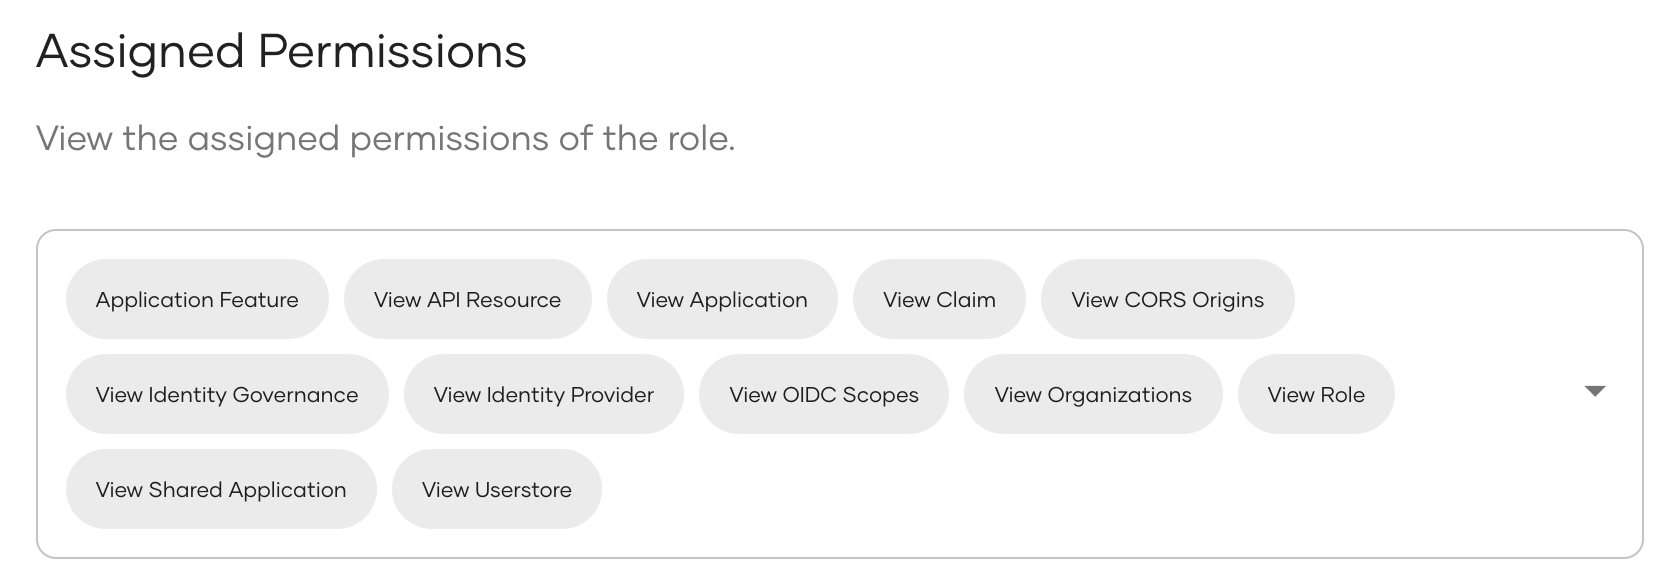 Assigned Permissions
View the assigned permissions of the role.
Application Feature View API Resource View Application View Claim View CORS Origins
View Identity Governance View Identity Provider View OIDC Scopes View Organizations View Role
View Shared Application View Userstore